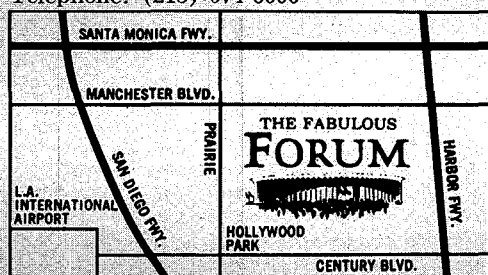 SANTA MONICA FWY.
MANCHESTER BLVD.
THE FABULOUS
FORUM
PRAIRIE
HARBOR FWY.
SAN DIEGO FWY.
L.A.
INTERNATIONAL
AIRPORT
HOLLYWOOD
PARK
CENTURY BLVD.